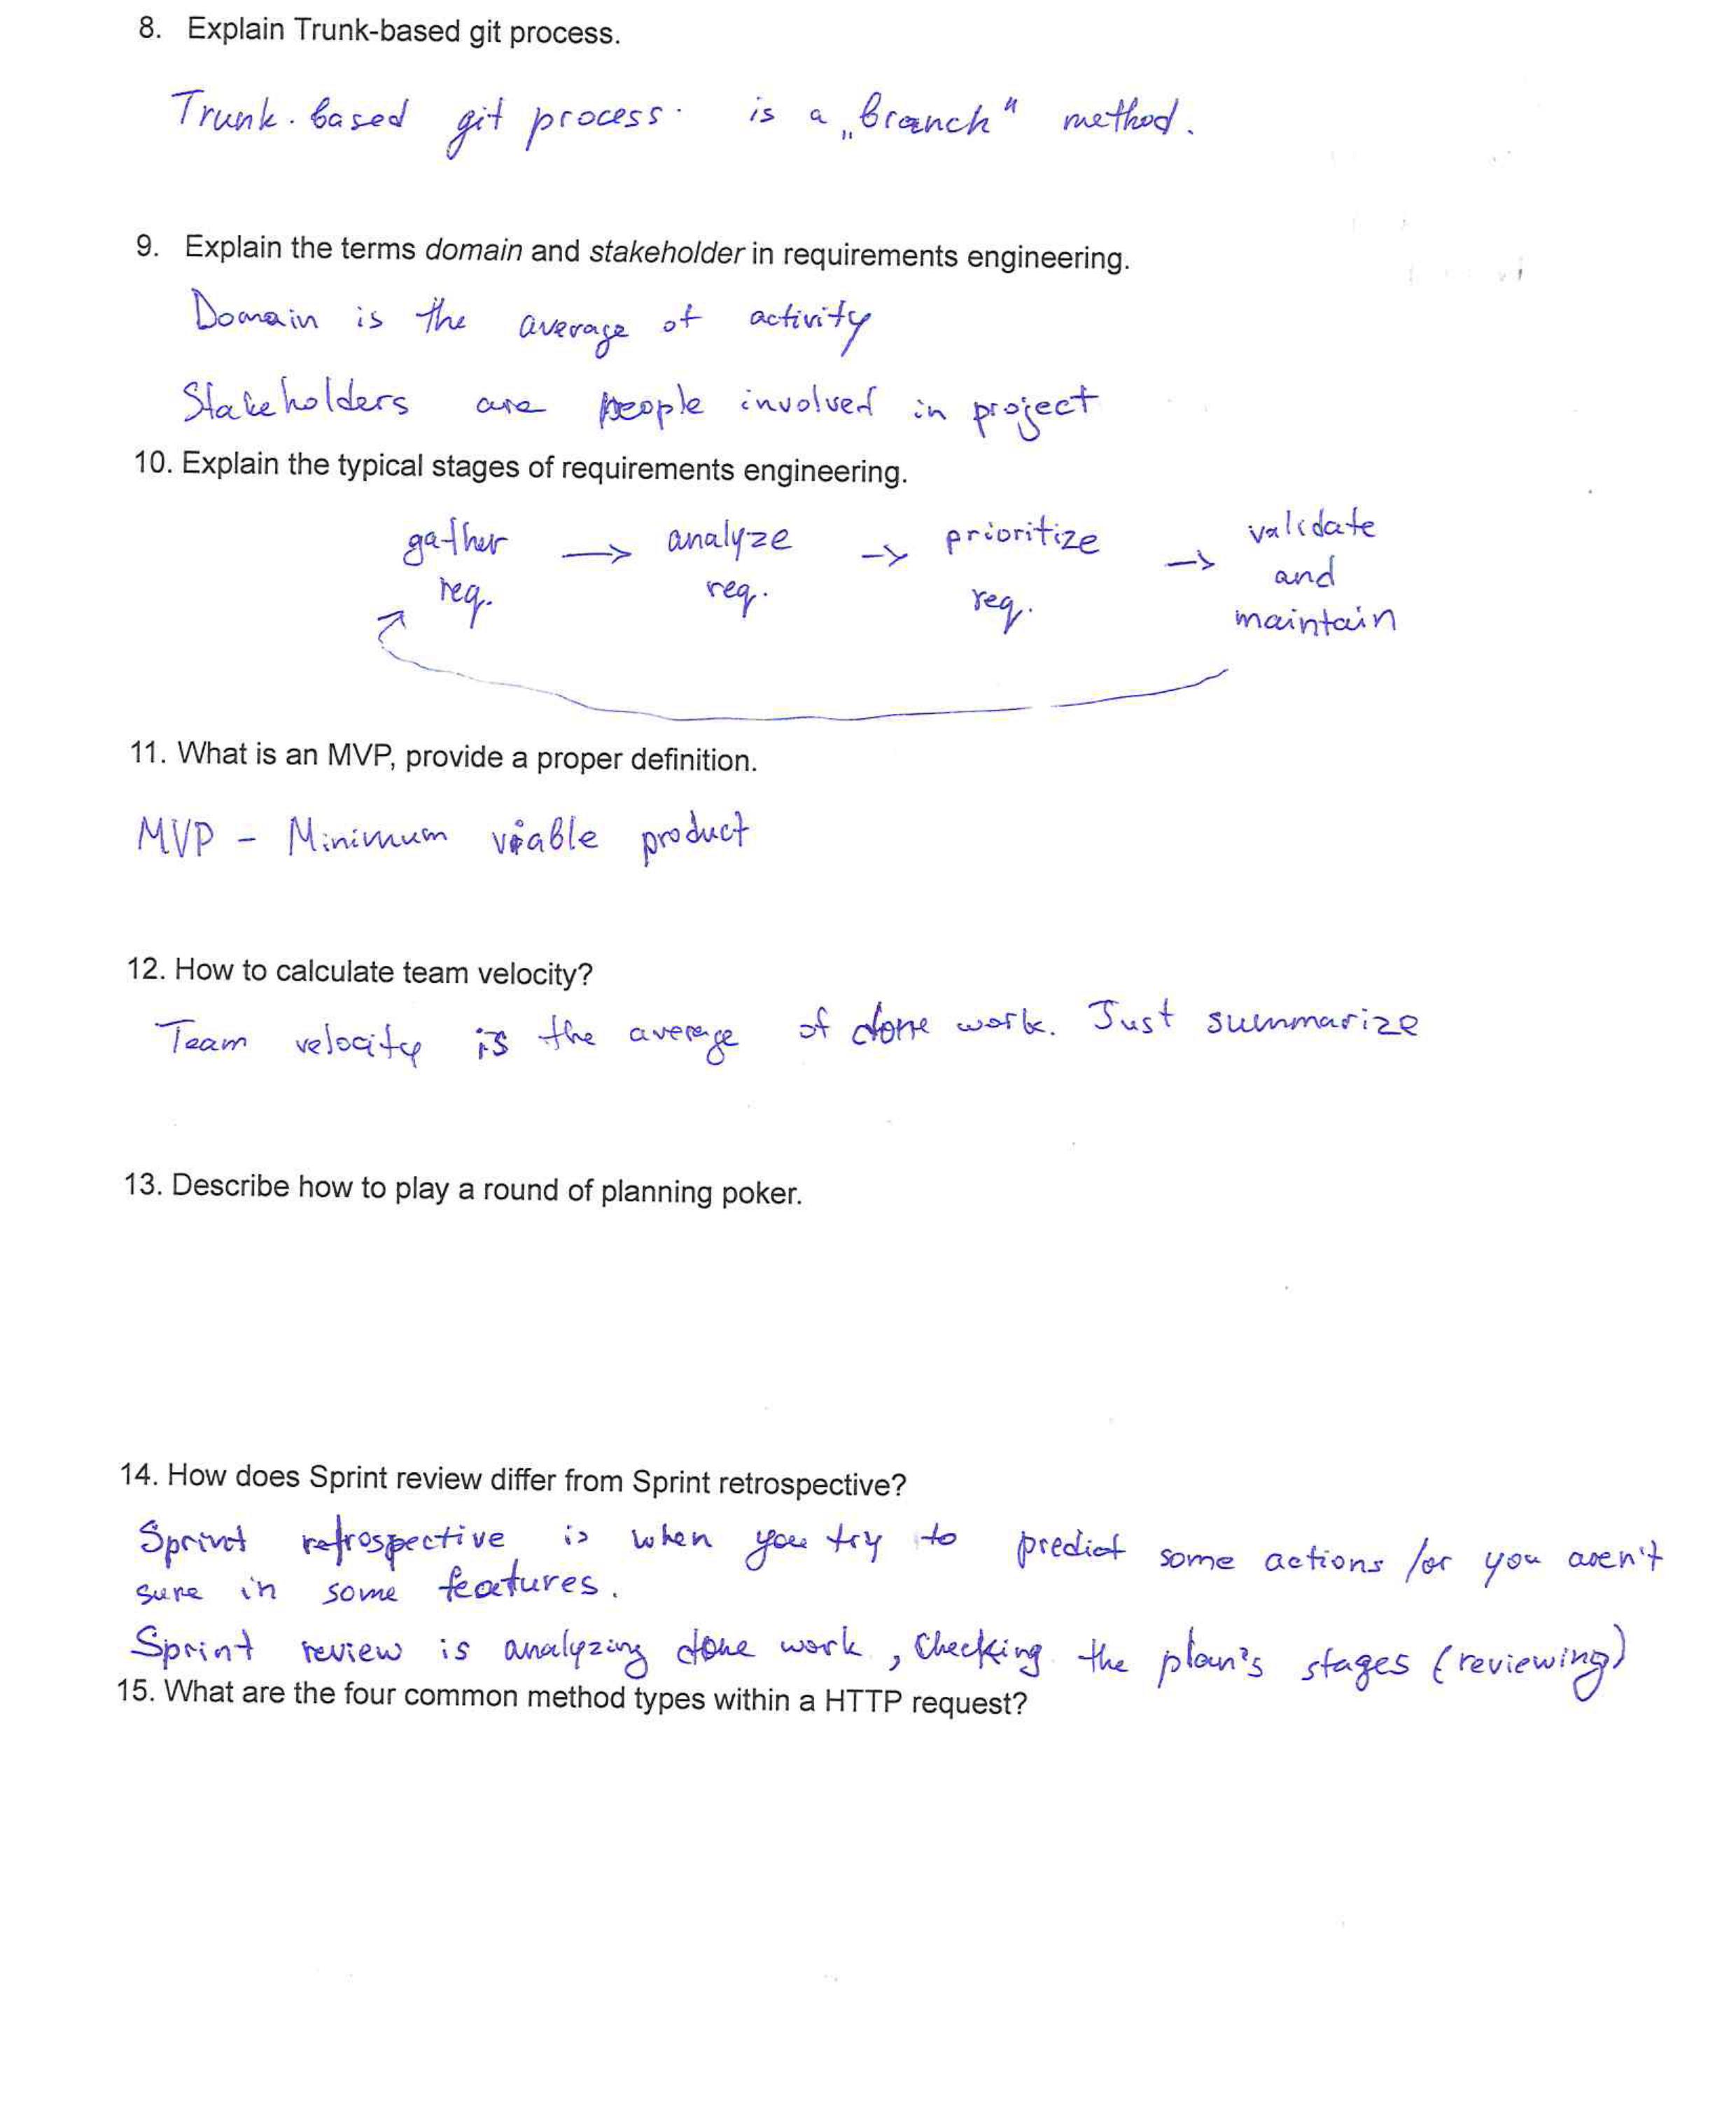 8. Explain Trunk-based git process.
Trunk-based git process is a „branch“ method.
9. Explain the terms domain and stakeholder in requirements engineering.
Domain is the average of activity
Stakeholders are people involved in project
10. Explain the typical stages of requirements engineering.
gather req. → analyze req. → prioritize req. → validate and maintain
11. What is an MVP, provide a proper definition.
MVP - Minimum viable product
12. How to calculate team velocity?
Team velocity is the average of done work. Just summarize
13. Describe how to play a round of planning poker.
14. How does Sprint review differ from Sprint retrospective?
Sprint retrospective is when you try to predict some actions /or you aren't
sure in some features.
Sprint review is analyzing done work, checking the plan's stages (reviewing)
15. What are the four common method types within a HTTP request?